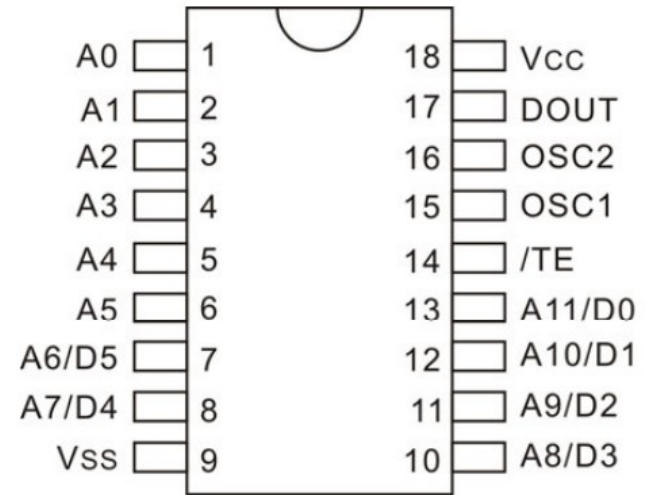 A0 1 18 Vcc
A1 2 17 DOUT
A2 3 16 OSC2
A3 4 15 OSC1
A4 5 14 /TE
A5 6 13 A11/D0
A6/D5 7 12 A10/D1
A7/D4 8 11 A9/D2
Vss 9 10 A8/D3